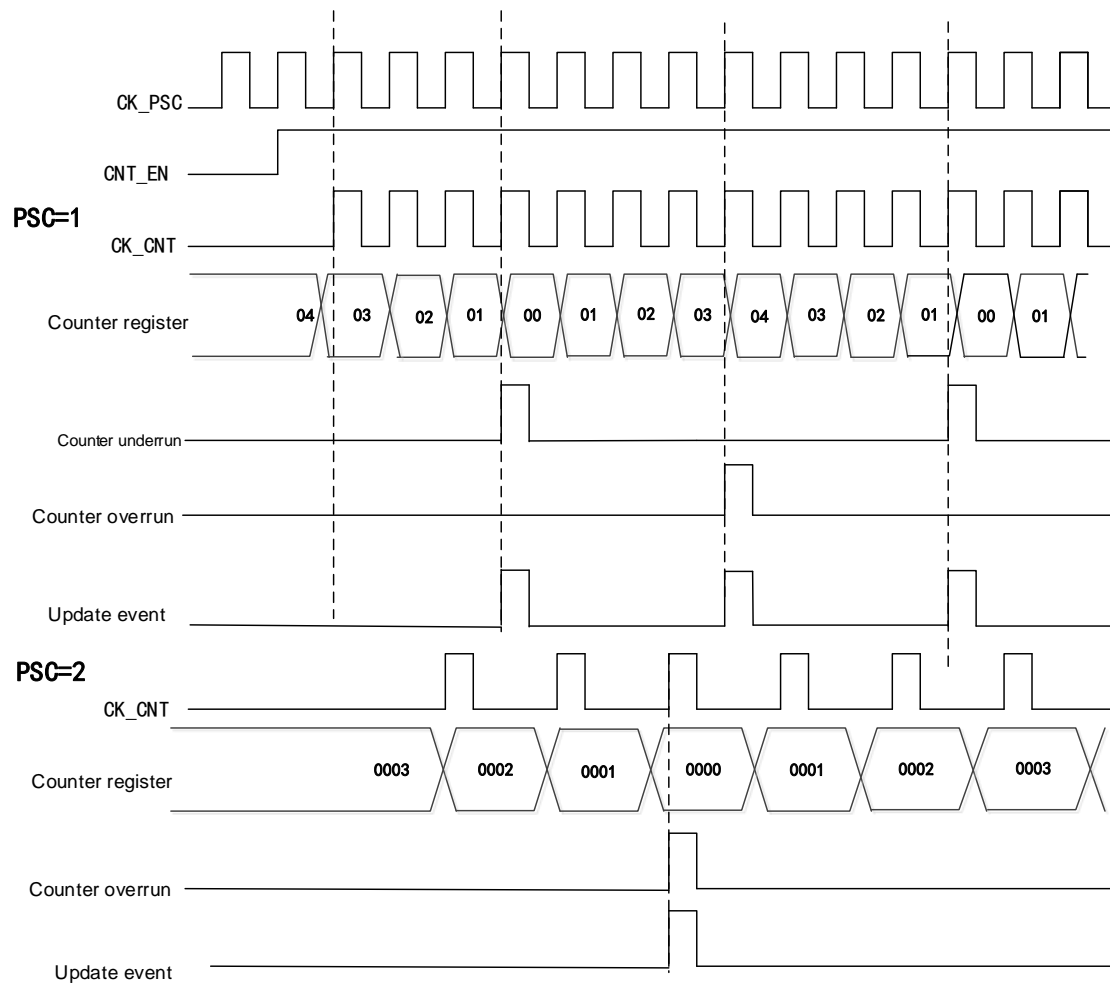 CK_PSC
CNT_EN
PSC=1
CK_CNT
Counter register 04 03 02 01 00 01 02 03 04 03 02 01 00 01
Counter underrun
Counter overrun
Update event
PSC=2
CK_CNT
Counter register 0003 0002 0001 0000 0001 0002 0003
Counter overrun
Update event